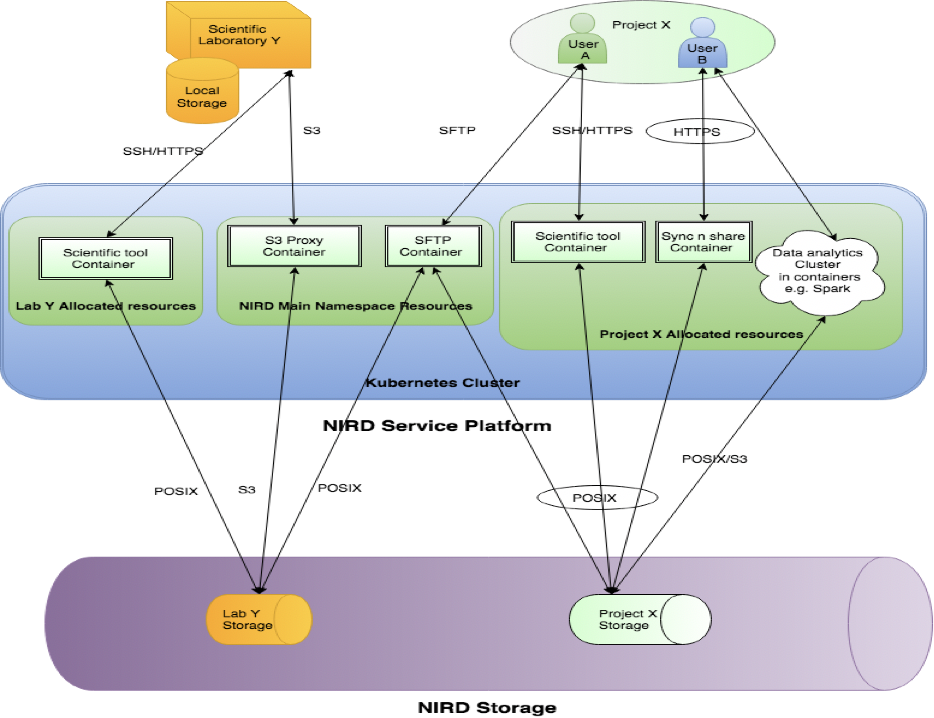 Scientific
Laboratory Y
Local
Storage
Project X
User
A
User
B
SSH/HTTPS
S3
SFTP
SSH/HTTPS
HTTPS
Scientific tool
Container
Lab Y Allocated resources
S3 Proxy
Container
SFTP
Container
NIRD Main Namespace Resources
Scientific tool
Container
Sync n share
Container
Data analytics
Cluster
in containers
e.g. Spark
Project X Allocated resources
Kubernetes Cluster
NIRD Service Platform
POSIX
S3
POSIX
POSIX
POSIX/S3
Lab Y
Storage
Project X
Storage
NIRD Storage